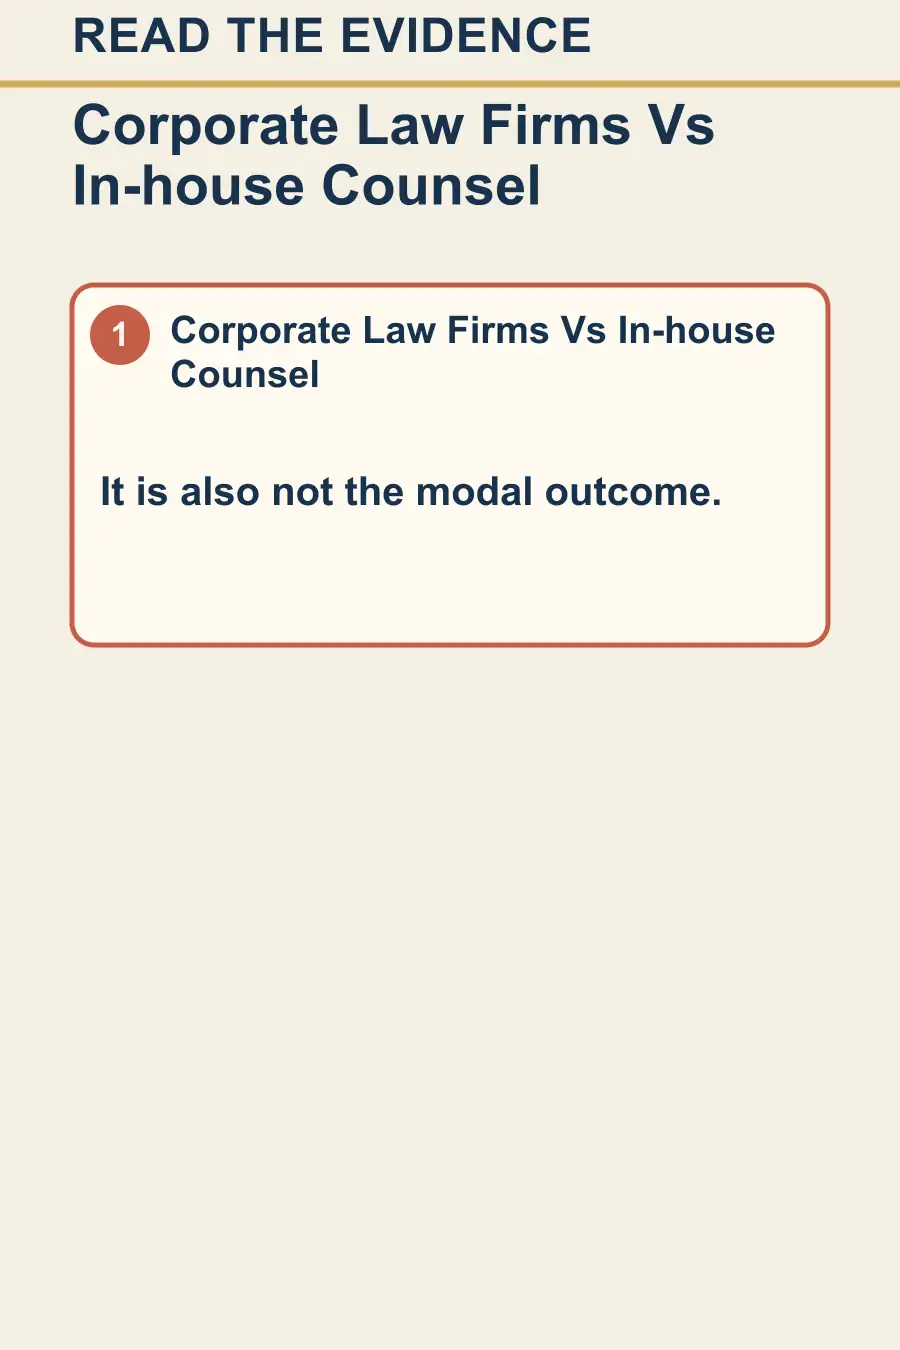 READ THE EVIDENCE
Corporate Law Firms Vs
In-house Counsel
1
Corporate Law Firms Vs In-house
Counsel
It is also not the modal outcome.